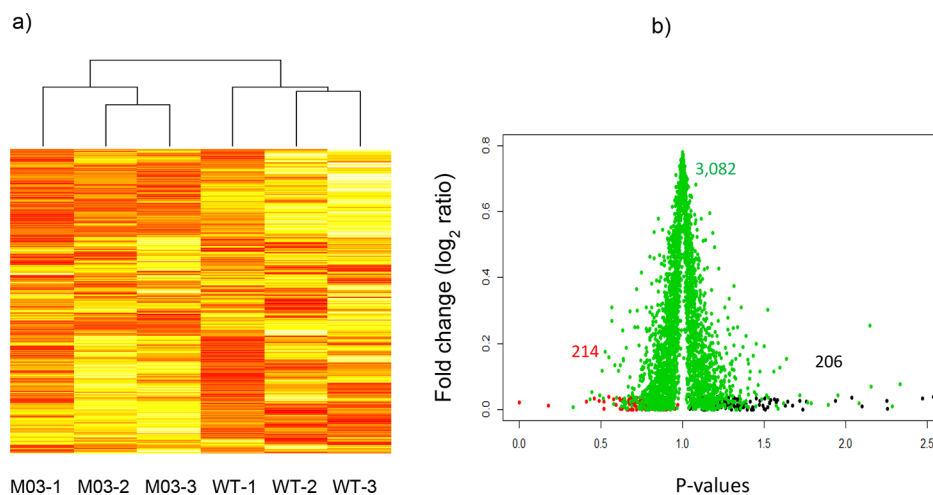 a)
b)
M03-1 M03-2 M03-3 WT-1 WT-2 WT-3
Fold change (log₂ ratio)
0.8
0.6
0.4
0.2
0.0
3,082
214
206
0.0 0.5 1.0 1.5 2.0 2.5
P-values